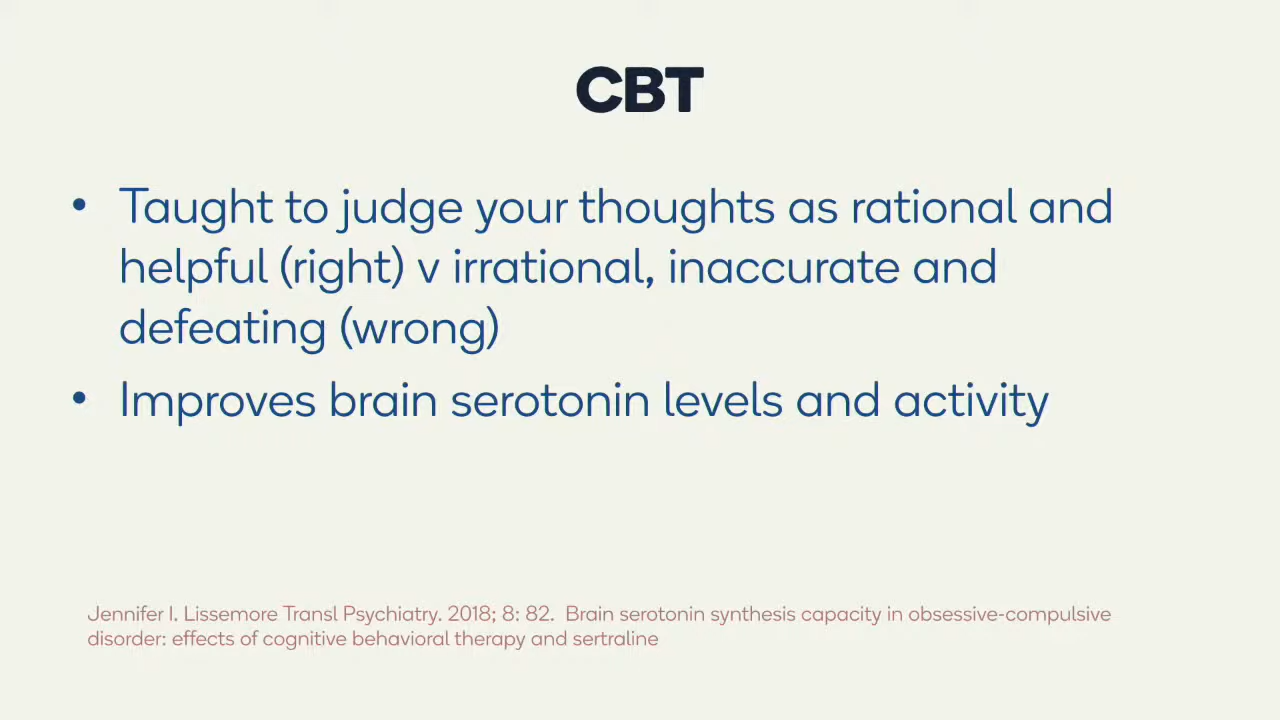 CBT
• Taught to judge your thoughts as rational and
helpful (right) v irrational, inaccurate and
defeating (wrong)
• Improves brain serotonin levels and activity
Jennifer I. Lissemore Transl Psychiatry. 2018; 8: 82.  Brain serotonin synthesis capacity in obsessive-compulsive
disorder: effects of cognitive behavioral therapy and sertraline